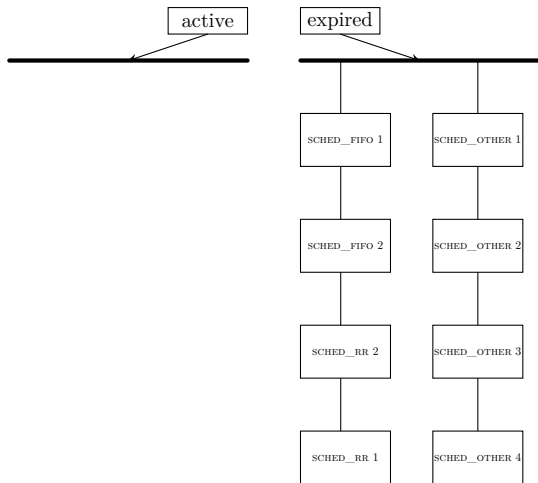 active
expired
SCHED_FIFO 1
SCHED_OTHER 1
SCHED_FIFO 2
SCHED_OTHER 2
SCHED_RR 2
SCHED_OTHER 3
SCHED_RR 1
SCHED_OTHER 4